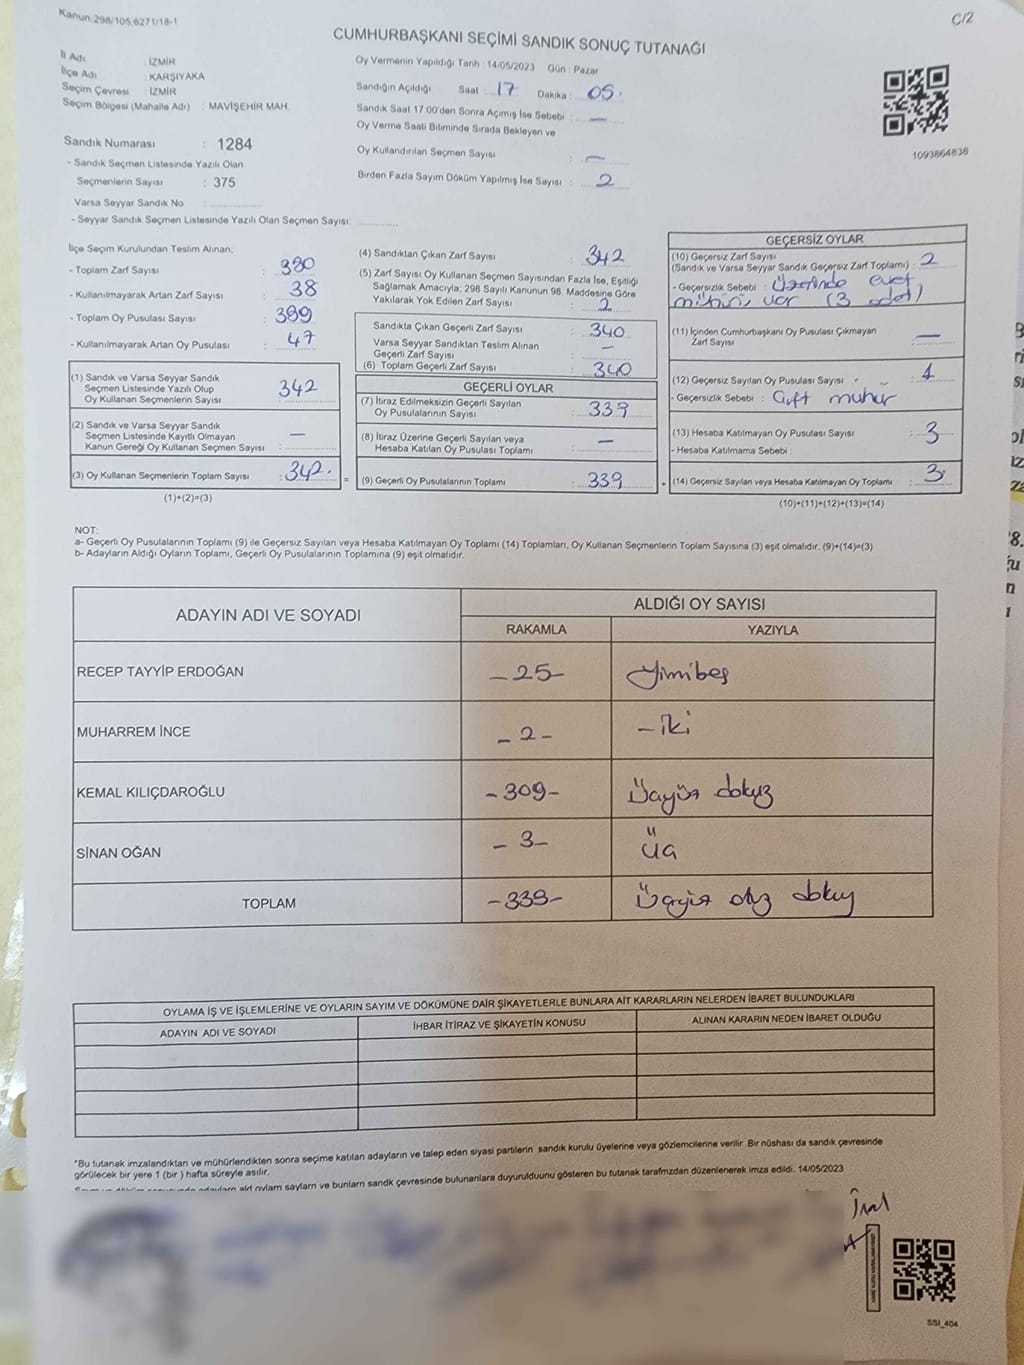 Kanun:298/105,6271/18-1
C/2
CUMHURBAŞKANI SEÇİMİ SANDIK SONUÇ TUTANAĞI
İl Adı : İZMİR
İlçe Adı : KARŞIYAKA
Seçim Çevresi : İZMİR
Seçim Bölgesi (Mahalle Adı) : MAVİŞEHİR MAH.
Sandık Numarası : 1284
- Sandık Seçmen Listesinde Yazılı Olan
Seçmenlerin Sayısı : 375
Varsa Seyyar Sandık No :
- Seyyar Sandık Seçmen Listesinde Yazılı Olan Seçmen Sayısı:
Oy Vermenin Yapıldığı Tarih : 14/05/2023 Gün : Pazar
Sandığın Açıldığı Saat : 17 Dakika : 05.
Sandık Saat 17.00'den Sonra Açımış İse Sebebi : —
Oy Verme Saati Bitiminde Sırada Bekleyen ve
Oy Kullandırılan Seçmen Sayısı : —
Birden Fazla Sayım Döküm Yapılmış İse Sayısı : 2
1093864836
İlçe Seçim Kurulundan Teslim Alınan;
- Toplam Zarf Sayısı : 380
- Kullanılmayarak Artan Zarf Sayısı : 38
- Toplam Oy Pusulası Sayısı : 389
- Kullanılmayarak Artan Oy Pusulası : 47
(1) Sandık ve Varsa Seyyar Sandık
Seçmen Listesinde Yazılı Olup
Oy Kullanan Seçmenlerin Sayısı : 342
(2) Sandık ve Varsa Seyyar Sandık
Seçmen Listesinde Kayıtlı Olmayan
Kanun Gereği Oy Kullanan Seçmen Sayısı : —
(3) Oy Kullanan Seçmenlerin Toplam Sayısı : 342.
(1)+(2)=(3)
=
(4) Sandıktan Çıkan Zarf Sayısı : 342
(5) Zarf Sayısı Oy Kullanan Seçmen Sayısından Fazla İse, Eşitliği
Sağlamak Amacıyla; 298 Sayılı Kanunun 98. Maddesine Göre
Yakılarak Yok Edilen Zarf Sayısı : 2
Sandıkla Çıkan Geçerli Zarf Sayısı : 340
Varsa Seyyar Sandıktan Teslim Alınan
Geçerli Zarf Sayısı : —
(6) Toplam Geçerli Zarf Sayısı : 340
GEÇERLİ OYLAR
(7) İtiraz Edilmeksizin Geçerli Sayılan
Oy Pusulalarının Sayısı : 339
(8) İtiraz Üzerine Geçerli Sayılan veya
Hesaba Katılan Oy Pusulası Toplamı : —
(9) Geçerli Oy Pusulalarının Toplamı : 339
+
GEÇERSİZ OYLAR
(10) Geçersiz Zarf Sayısı
(Sandık ve Varsa Seyyar Sandık Geçersiz Zarf Toplamı) : 2
- Geçersizlik Sebebi : Üzerinde evet
mührü var (3 adet)
(11) İçinden Cumhurbaşkanı Oy Pusulası Çıkmayan
Zarf Sayısı : —
(12) Geçersiz Sayılan Oy Pusulası Sayısı : 1
- Geçersizlik Sebebi : Çift mühür
(13) Hesaba Katılmayan Oy Pusulası Sayısı : 3
- Hesaba Katılmama Sebebi :
(14) Geçersiz Sayılan veya Hesaba Katılmayan Oy Toplamı : 3
(10)+(11)+(12)+(13)=(14)
NOT:
a- Geçerli Oy Pusulalarının Toplamı (9) ile Geçersiz Sayılan veya Hesaba Katılmayan Oy Toplamı (14) Toplamları, Oy Kullanan Seçmenlerin Toplam Sayısına (3) eşit olmalıdır. (9)+(14)=(3)
b- Adayların Aldığı Oyların Toplamı, Geçerli Oy Pusulalarının Toplamına (9) eşit olmalıdır.
ADAYIN ADI VE SOYADI
ALDIĞI OY SAYISI
RAKAMLA YAZIYLA
RECEP TAYYİP ERDOĞAN -25- Yirmibeş
MUHARREM İNCE -2- -İki
KEMAL KILIÇDAROĞLU -309- Üçyüz dokuz
SİNAN OĞAN -3- Üç
TOPLAM -339- Üçyüz otuz dokuz
OYLAMA İŞ VE İŞLEMLERİNE VE OYLARIN SAYIM VE DÖKÜMÜNE DAİR ŞİKAYETLERLE BUNLARA AİT KARARLARIN NELERDEN İBARET BULUNDUKLARI
ADAYIN ADI VE SOYADI İHBAR İTİRAZ VE ŞİKAYETİN KONUSU ALINAN KARARIN NEDEN İBARET OLDUĞU
*Bu tutanak imzalandıktan ve mühürlendikten sonra seçime katılan adayların ve talep eden siyasi partilerin sandık kurulu üyelerine veya gözlemcilerine verilir. Bir nüshası da sandık çevresinde
görülecek bir yere 1 (bir) hafta süreyle asılır.
SSI_404